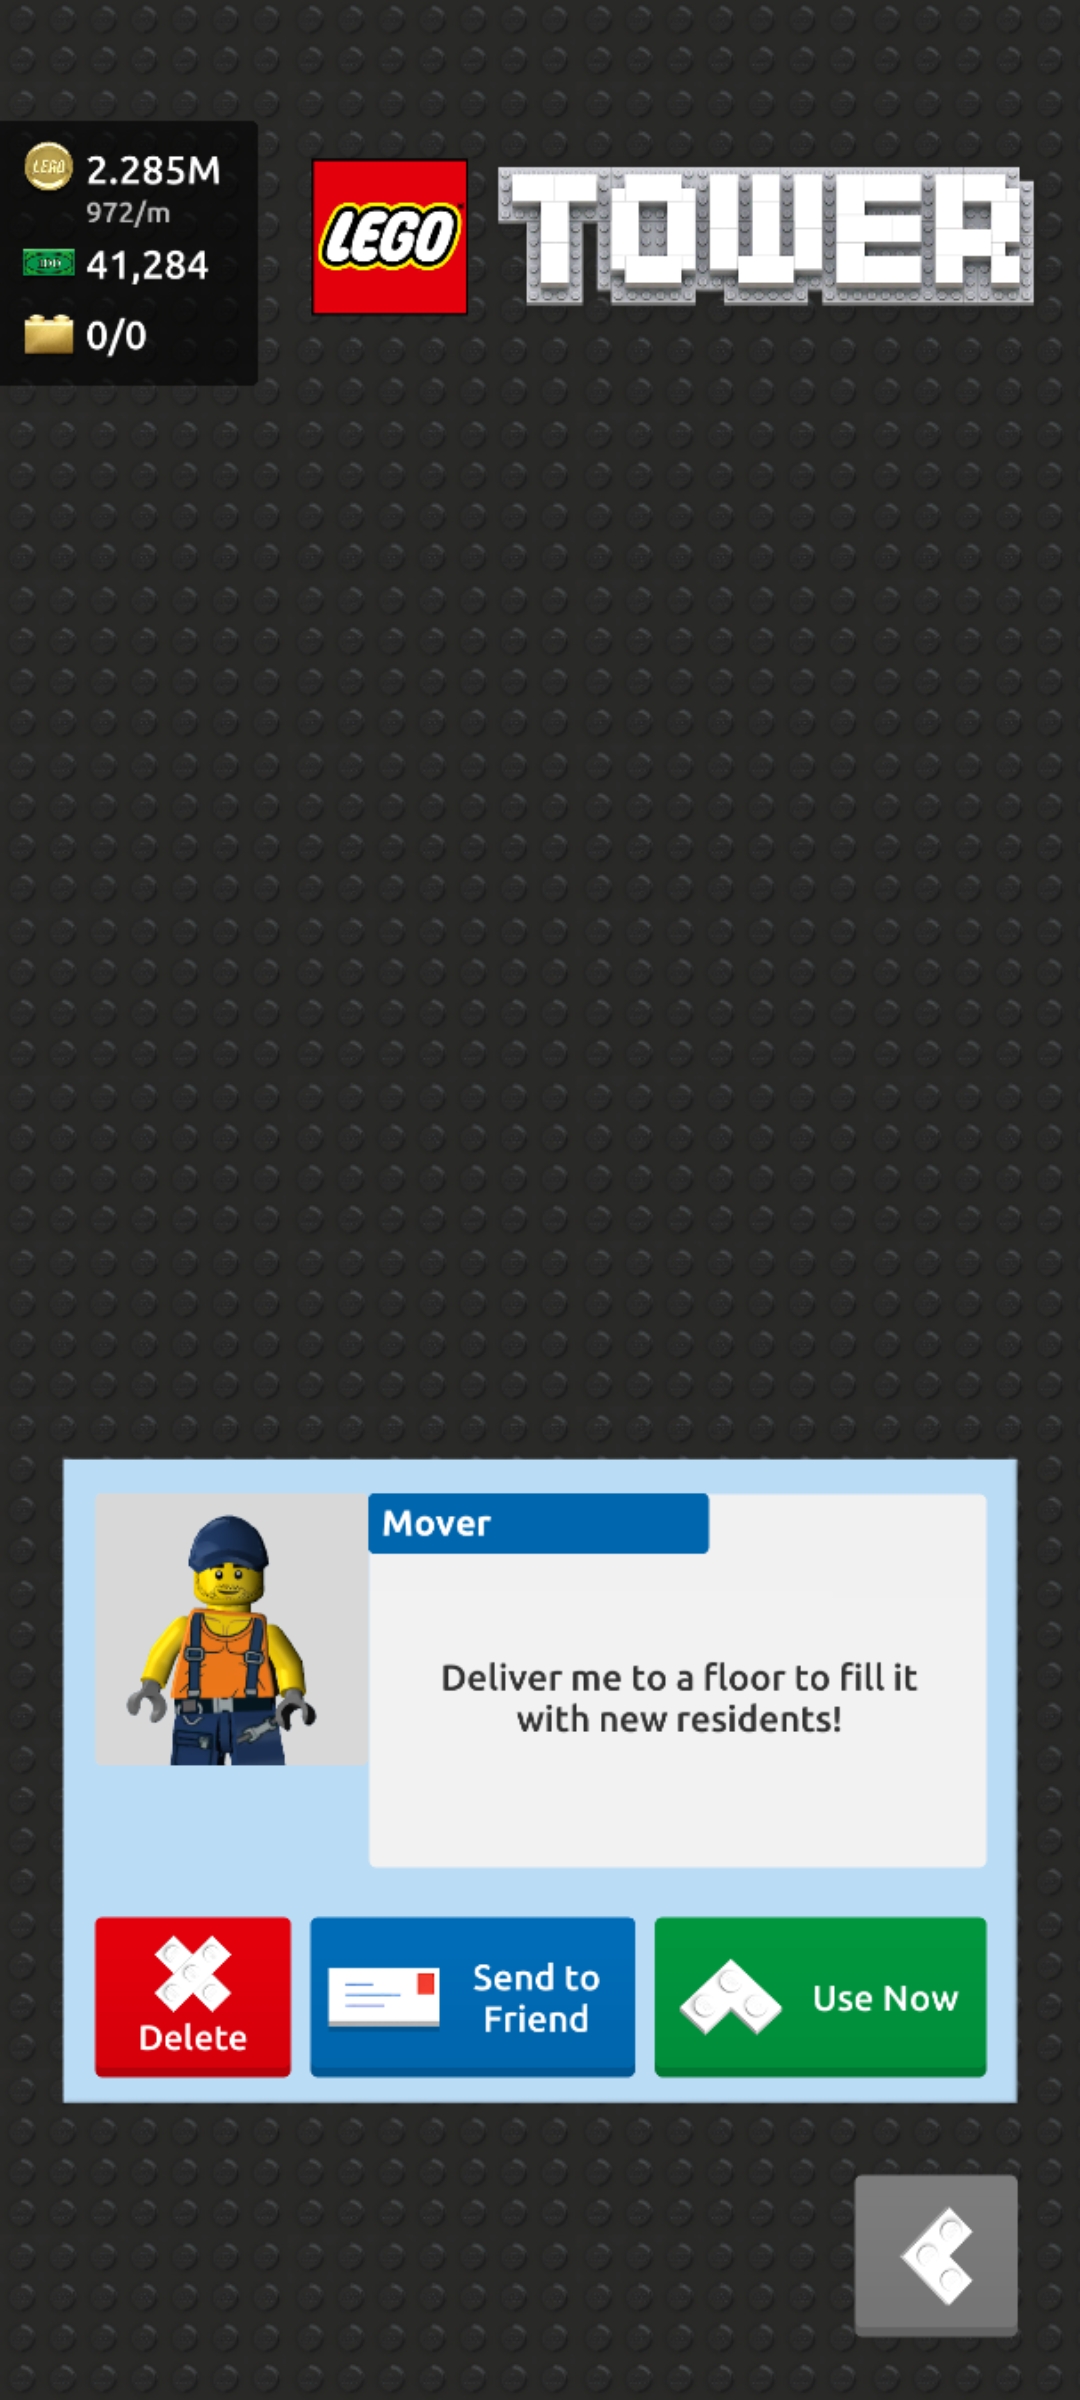 2.285M
972/m
41,284
0/0
LEGO
TOWER
Mover
Deliver me to a floor to fill it
with new residents!
Delete
Send to
Friend
Use Now